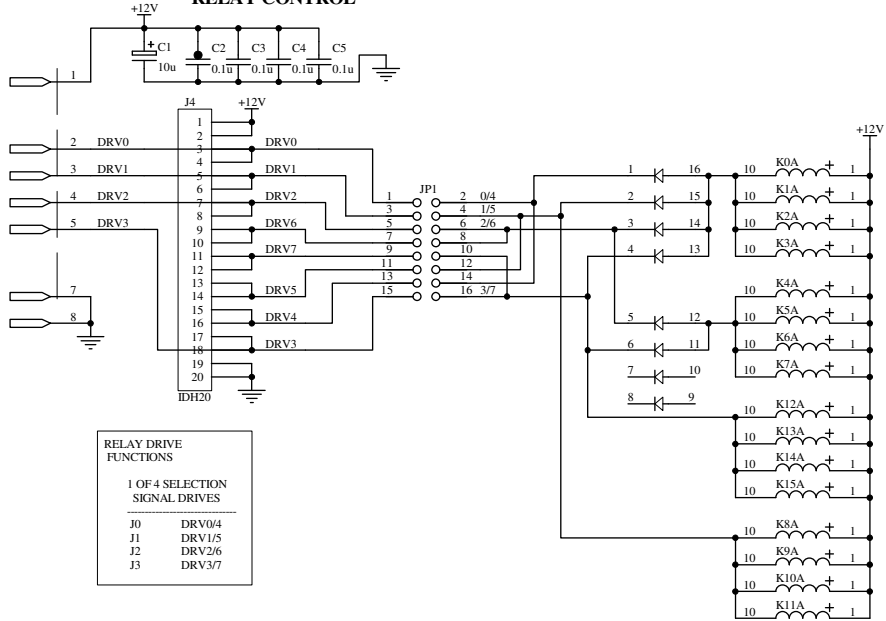 RELAY CONTROL
+12V
+ C1
10u
C2
0.1u
C3
0.1u
C4
0.1u
C5
0.1u
1
J4
+12V
1
2
3
4
5
6
7
8
9
10
11
12
13
14
15
16
17
18
19
20
IDH20
2 DRV0
3 DRV1
4 DRV2
5 DRV3
7
8
DRV0
DRV1
DRV2
DRV6
DRV7
DRV5
DRV4
DRV3
JP1
1 2 0/4
3 4 1/5
5 6 2/6
7 8
9 10
11 12
13 14
15 16 3/7
1 16
2 15
3 14
4 13
5 12
6 11
7 10
8 9
+12V
10 K0A + 1
10 K1A + 1
10 K2A + 1
10 K3A + 1
10 K4A + 1
10 K5A + 1
10 K6A + 1
10 K7A + 1
10 K12A + 1
10 K13A + 1
10 K14A + 1
10 K15A + 1
10 K8A + 1
10 K9A + 1
10 K10A + 1
10 K11A + 1
RELAY DRIVE
FUNCTIONS
1 OF 4 SELECTION
SIGNAL DRIVES
J0 DRV0/4
J1 DRV1/5
J2 DRV2/6
J3 DRV3/7